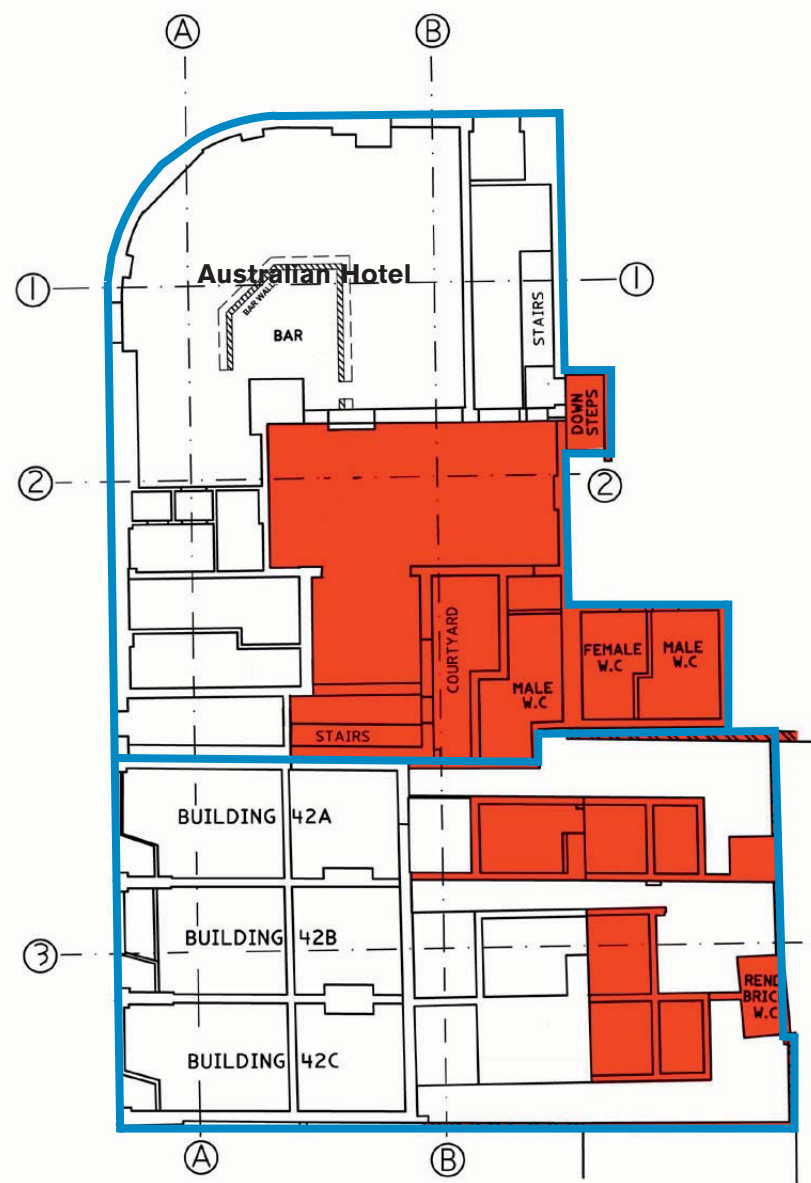 A
B
Australian Hotel
BAR WALL
1
1
STAIRS
BAR
DOWN
STEPS
2
2
COURTYARD
FEMALE
W.C
MALE
W.C
MALE
W.C
STAIRS
BUILDING 42A
BUILDING 42B
3
REND
BRIC
W.C
BUILDING 42C
A
B